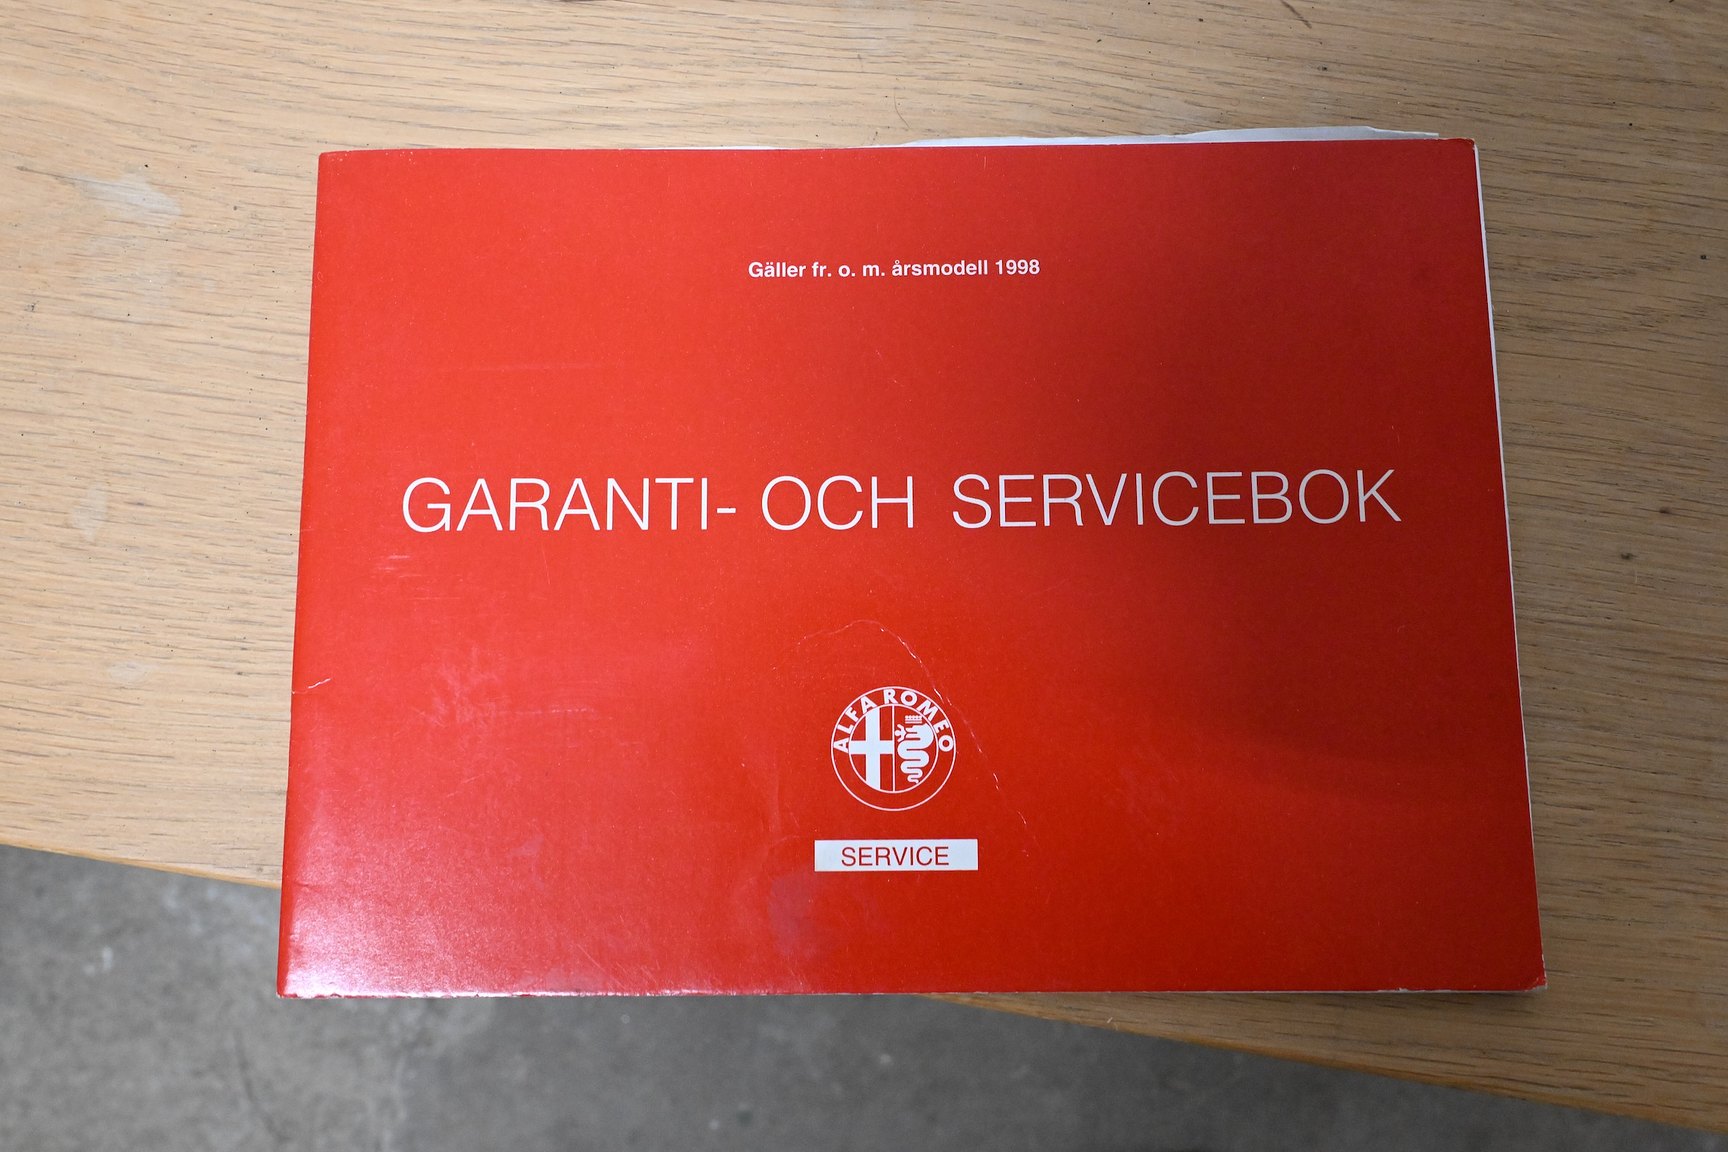 Gäller fr. o. m. årsmodell 1998
GARANTI- OCH SERVICEBOK
ALFA ROMEO
SERVICE